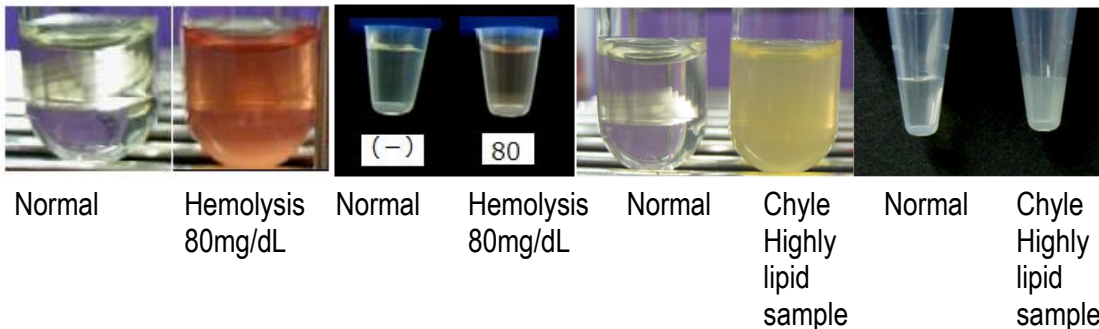 (−)
80
Normal
Hemolysis
80mg/dL
Normal
Hemolysis
80mg/dL
Normal
Chyle
Highly
lipid
sample
Normal
Chyle
Highly
lipid
sample